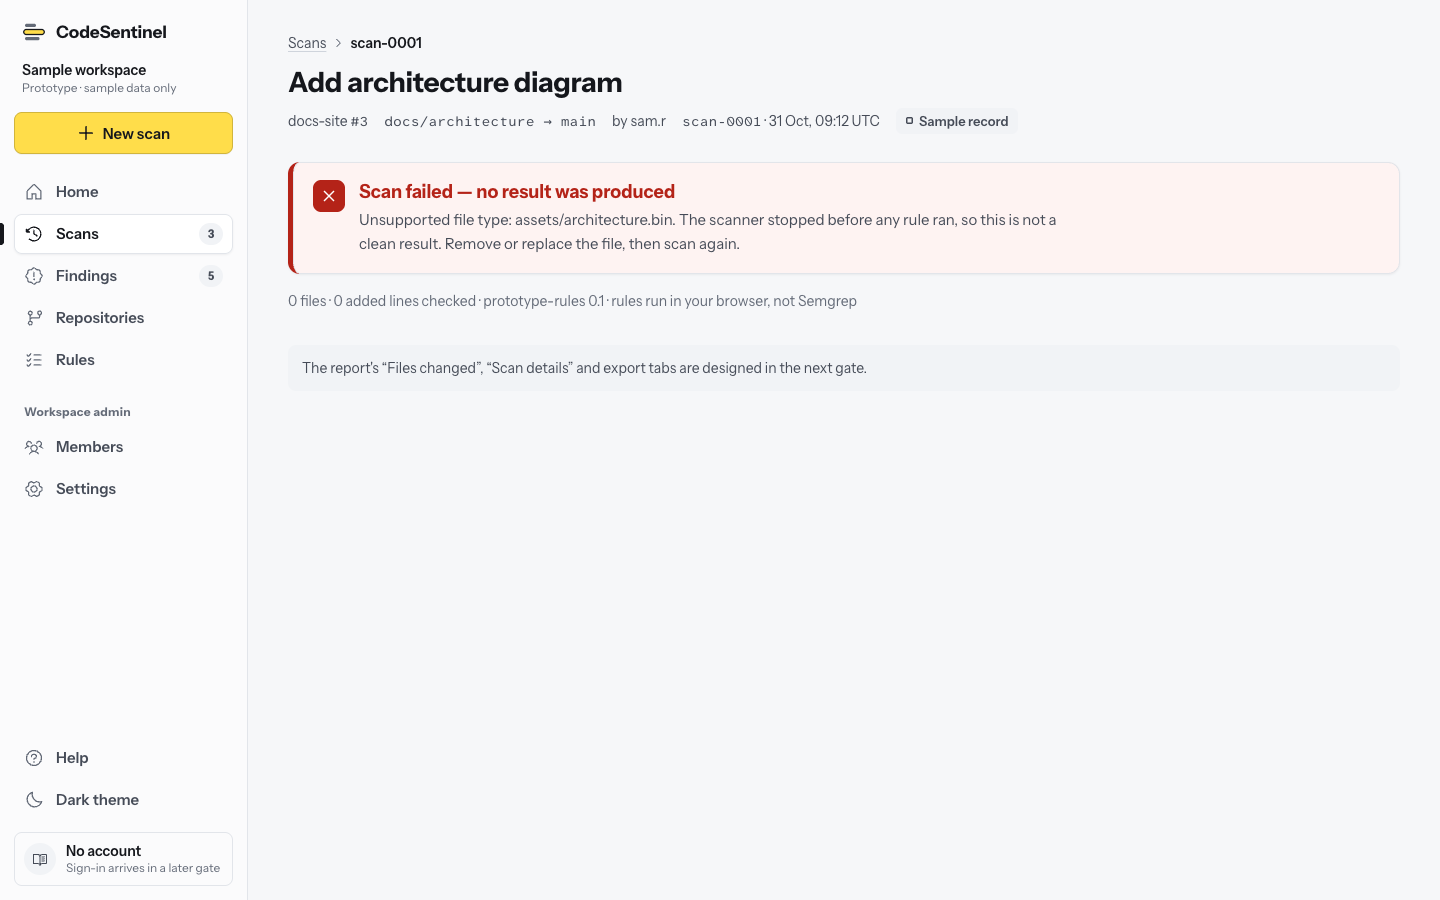 CodeSentinel
Sample workspace
Prototype · sample data only
New scan
Home
Scans 3
Findings 5
Repositories
Rules
Workspace admin
Members
Settings
Help
Dark theme
No account
Sign-in arrives in a later gate
Scans > scan-0001
Add architecture diagram
docs-site #3 docs/architecture → main by sam.r scan-0001 · 31 Oct, 09:12 UTC Sample record
Scan failed — no result was produced
Unsupported file type: assets/architecture.bin. The scanner stopped before any rule ran, so this is not a
clean result. Remove or replace the file, then scan again.
0 files · 0 added lines checked · prototype-rules 0.1 · rules run in your browser, not Semgrep
The report’s “Files changed”, “Scan details” and export tabs are designed in the next gate.